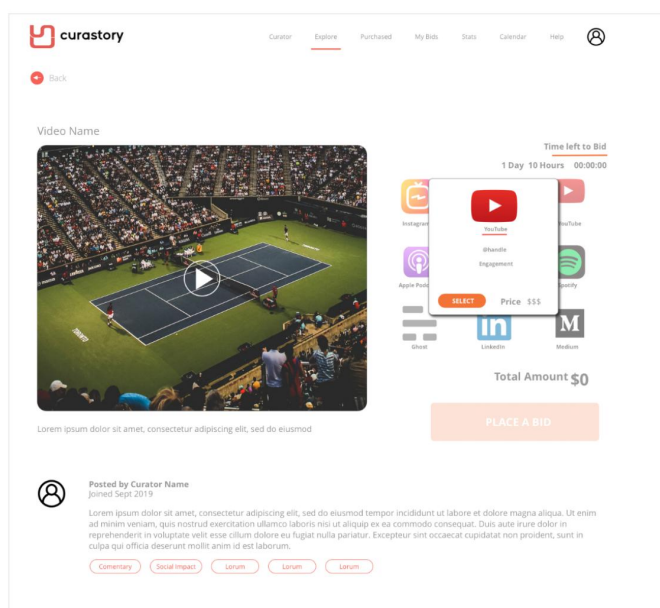 curastory
Curator Explore Purchased My Bids Stats Calendar Help
Back
Video Name
Time left to Bid
1 Day 10 Hours 00:00:00
Instagram
YouTube
YouTube
@handle
Engagement
Apple Podc
Spotify
SELECT Price $$$
Ghost LinkedIn Medium
Total Amount $0
PLACE A BID
Lorem ipsum dolor sit amet, consectetur adipiscing elit, sed do eiusmod
Posted by Curator Name
Joined Sept 2019
Lorem ipsum dolor sit amet, consectetur adipiscing elit, sed do eiusmod tempor incididunt ut labore et dolore magna aliqua. Ut enim
ad minim veniam, quis nostrud exercitation ullamco laboris nisi ut aliquip ex ea commodo consequat. Duis aute irure dolor in
reprehenderit in voluptate velit esse cillum dolore eu fugiat nulla pariatur. Excepteur sint occaecat cupidatat non proident, sunt in
culpa qui officia deserunt mollit anim id est laborum.
Comentary Social Impact Lorum Lorum Lorum